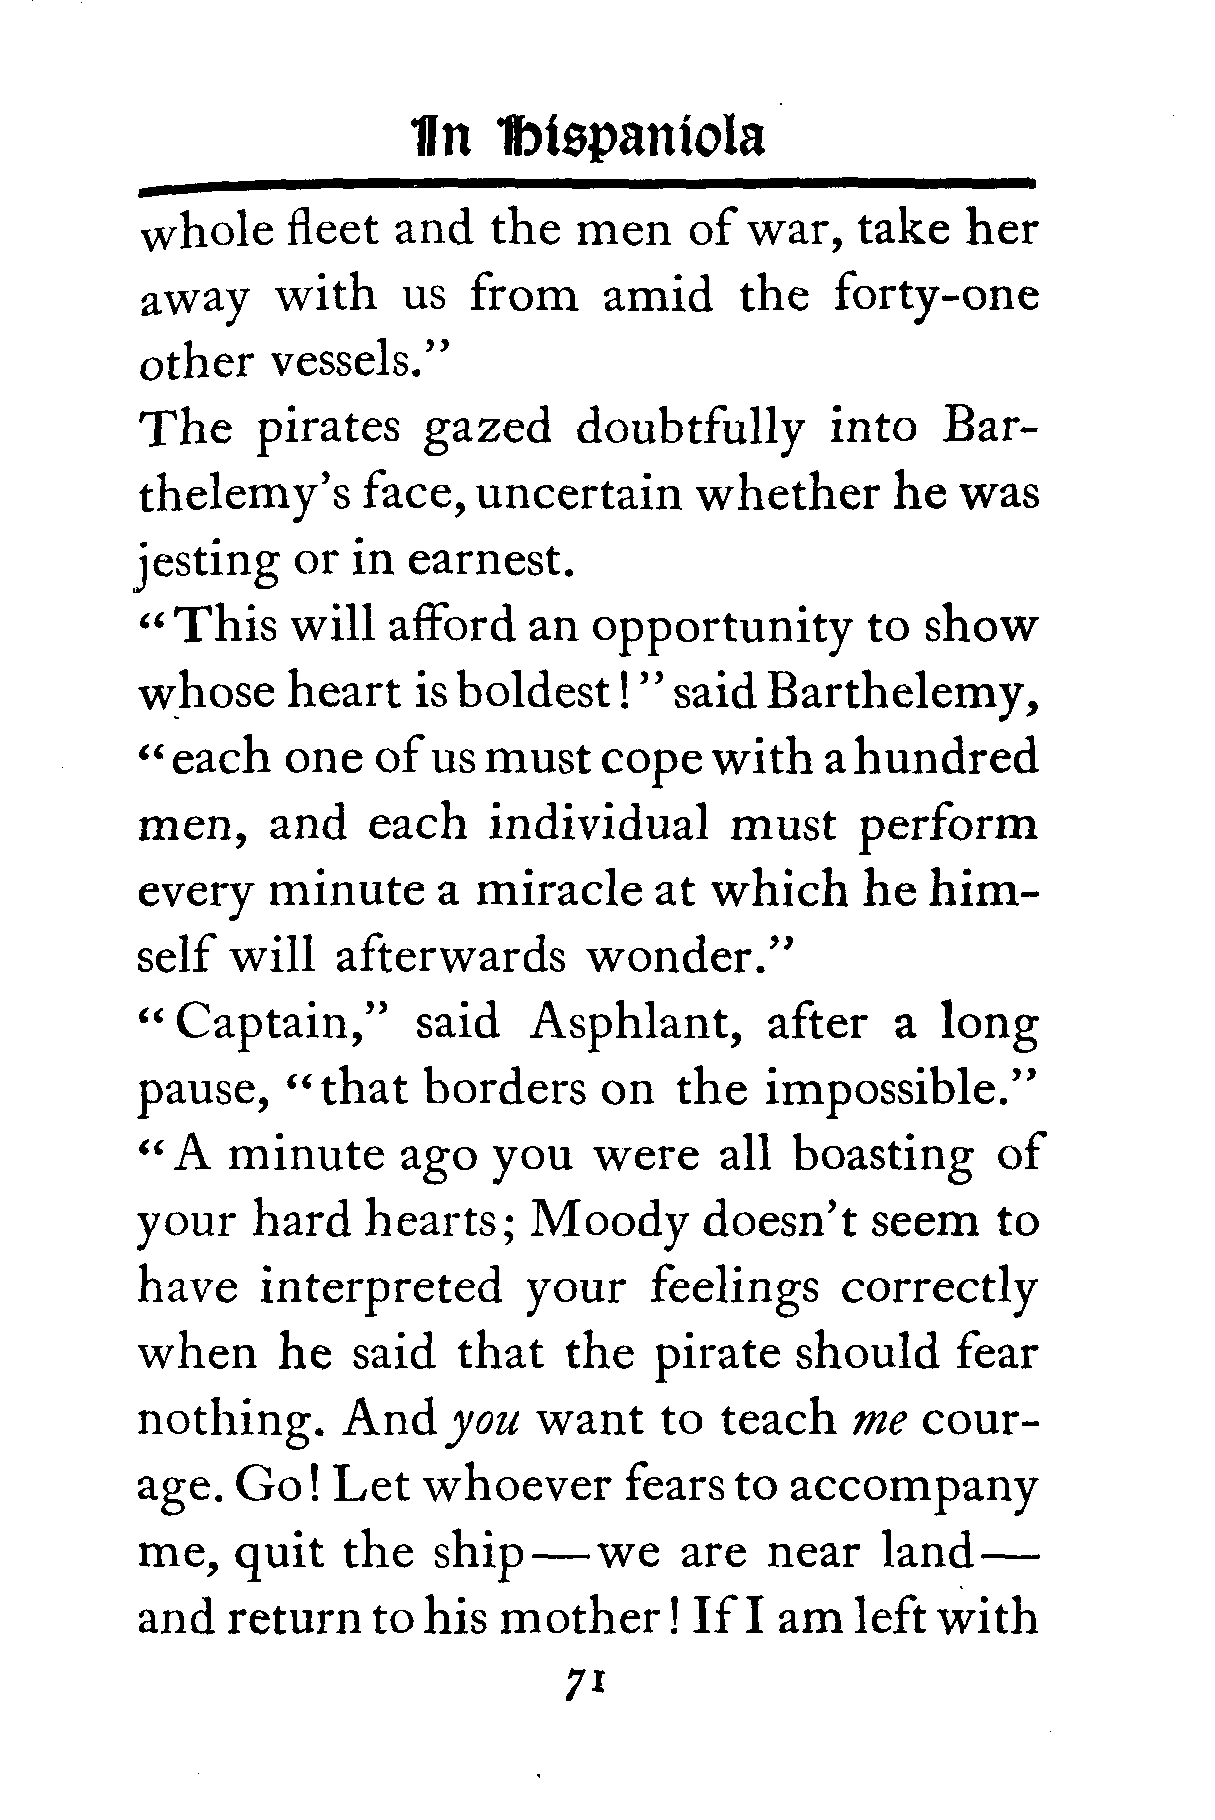 In Hispaniola
whole fleet and the men of war, take her
away with us from amid the forty-one
other vessels."
The pirates gazed doubtfully into Bar-
thelemy's face, uncertain whether he was
jesting or in earnest.
"This will afford an opportunity to show
whose heart is boldest!" said Barthelemy,
"each one of us must cope with a hundred
men, and each individual must perform
every minute a miracle at which he him-
self will afterwards wonder."
"Captain," said Asphlant, after a long
pause, "that borders on the impossible."
"A minute ago you were all boasting of
your hard hearts; Moody doesn't seem to
have interpreted your feelings correctly
when he said that the pirate should fear
nothing. And you want to teach me cour-
age. Go! Let whoever fears to accompany
me, quit the ship—we are near land—
and return to his mother! If I am left with
71